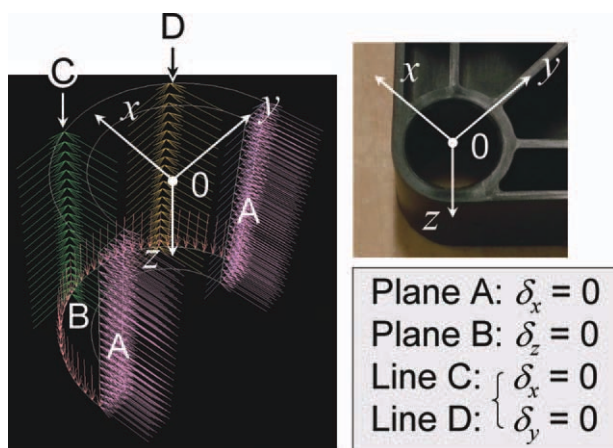 D
C
x
y
0
A
z
B
A
x
y
0
z
Plane A: δx = 0
Plane B: δz = 0
Line C: { δx = 0
Line D: δy = 0